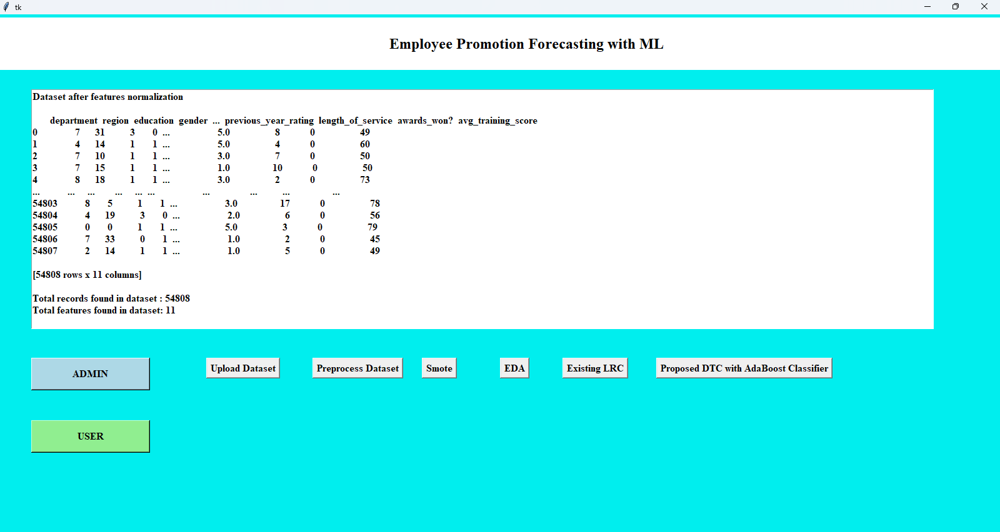 tk
Employee Promotion Forecasting with ML
Dataset after features normalization
department region education gender ... previous_year_rating length_of_service awards_won? avg_training_score
0 7 31 3 0 ... 5.0 8 0 49
1 4 14 1 1 ... 5.0 4 0 60
2 7 10 1 1 ... 3.0 7 0 50
3 7 15 1 1 ... 1.0 10 0 50
4 8 18 1 1 ... 3.0 2 0 73
... ... ... ... ... ... ... ... ... ...
54803 8 5 1 1 ... 3.0 17 0 78
54804 4 19 3 0 ... 2.0 6 0 56
54805 0 0 1 1 ... 5.0 3 0 79
54806 7 33 0 1 ... 1.0 2 0 45
54807 2 14 1 1 ... 1.0 5 0 49
[54808 rows x 11 columns]
Total records found in dataset : 54808
Total features found in dataset: 11
ADMIN Upload Dataset Preprocess Dataset Smote EDA Existing LRC Proposed DTC with AdaBoost Classifier
USER